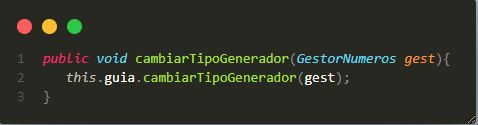 1 public void cambiarTipoGenerador(GestorNumeros gest){
2 this.guia.cambiarTipoGenerador(gest);
3 }